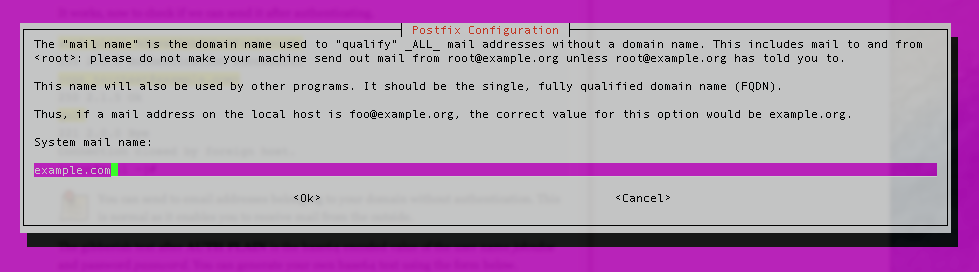 Postfix Configuration
The "mail name" is the domain name used to "qualify" _ALL_ mail addresses without a domain name. This includes mail to and from
<root>: please do not make your machine send out mail from root@example.org unless root@example.org has told you to.
This name will also be used by other programs. It should be the single, fully qualified domain name (FQDN).
Thus, if a mail address on the local host is foo@example.org, the correct value for this option would be example.org.
System mail name:
example.com
<Ok> <Cancel>